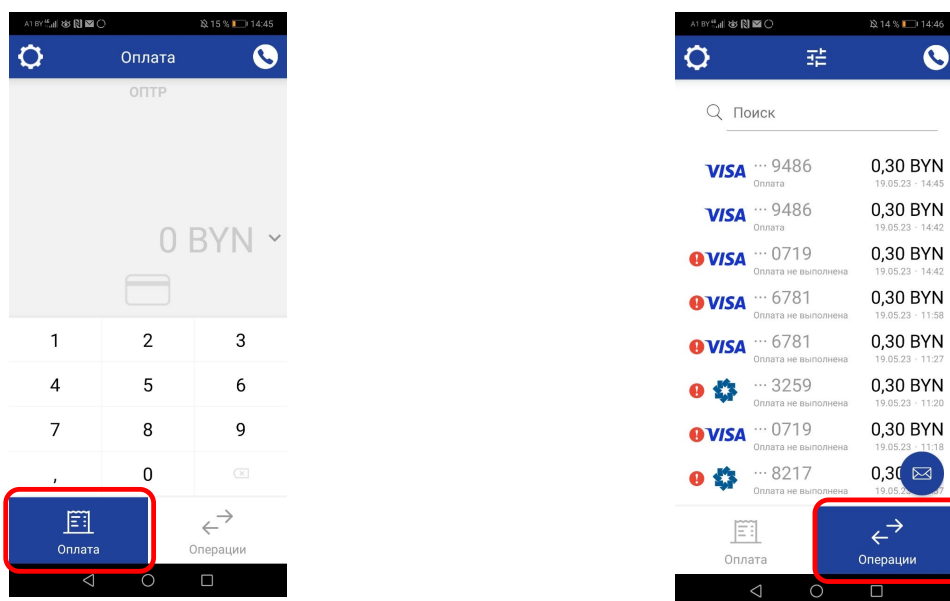 A1 BY 15 % 14:45
Оплата
ОПТР
0 BYN
1 2 3
4 5 6
7 8 9
, 0
Оплата Операции
A1 BY 14 % 14:46
Поиск
VISA ··· 9486 0,30 BYN
Оплата 19.05.23 · 14:45
VISA ··· 9486 0,30 BYN
Оплата 19.05.23 · 14:42
VISA ··· 0719 0,30 BYN
Оплата не выполнена 19.05.23 · 14:42
VISA ··· 6781 0,30 BYN
Оплата не выполнена 19.05.23 · 11:58
VISA ··· 6781 0,30 BYN
Оплата не выполнена 19.05.23 · 11:27
··· 3259 0,30 BYN
Оплата не выполнена 19.05.23 · 11:20
VISA ··· 0719 0,30 BYN
Оплата не выполнена 19.05.23 · 11:18
··· 8217
Оплата не выполнена
Оплата Операции